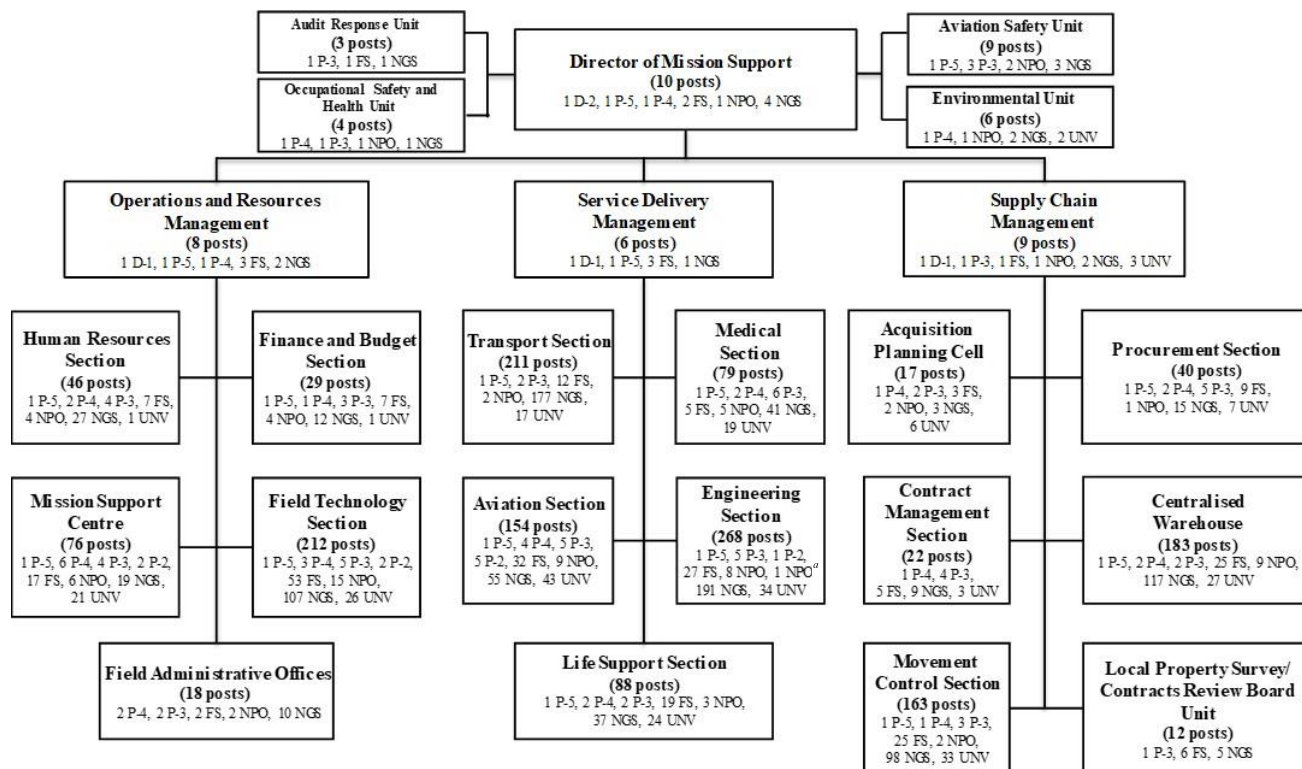 Audit Response Unit
(3 posts)
1 P-3, 1 FS, 1 NGS
Occupational Safety and
Health Unit
(4 posts)
1 P-4, 1 P-3, 1 NPO, 1 NGS
Director of Mission Support
(10 posts)
1 D-2, 1 P-5, 1 P-4, 2 FS, 1 NPO, 4 NGS
Aviation Safety Unit
(9 posts)
1 P-5, 3 P-3, 2 NPO, 3 NGS
Environmental Unit
(6 posts)
1 P-4, 1 NPO, 2 NGS, 2 UNV
Operations and Resources
Management
(8 posts)
1 D-1, 1 P-5, 1 P-4, 3 FS, 2 NGS
Service Delivery
Management
(6 posts)
1 D-1, 1 P-5, 3 FS, 1 NGS
Supply Chain
Management
(9 posts)
1 D-1, 1 P-3, 1 FS, 1 NPO, 2 NGS, 3 UNV
Human Resources
Section
(46 posts)
1 P-5, 2 P-4, 4 P-3, 7 FS,
4 NPO, 27 NGS, 1 UNV
Finance and Budget
Section
(29 posts)
1 P-5, 1 P-4, 3 P-3, 7 FS,
4 NPO, 12 NGS, 1 UNV
Transport Section
(211 posts)
1 P-5, 2 P-3, 12 FS,
2 NPO, 177 NGS,
17 UNV
Medical
Section
(79 posts)
1 P-5, 2 P-4, 6 P-3,
5 FS, 5 NPO, 41 NGS,
19 UNV
Acquisition
Planning Cell
(17 posts)
1 P-4, 2 P-3, 3 FS,
2 NPO, 3 NGS,
6 UNV
Procurement Section
(40 posts)
1 P-5, 2 P-4, 5 P-3, 9 FS,
1 NPO, 15 NGS, 7 UNV
Mission Support
Centre
(76 posts)
1 P-5, 6 P-4, 4 P-3, 2 P-2,
17 FS, 6 NPO, 19 NGS,
21 UNV
Field Technology
Section
(212 posts)
1 P-5, 3 P-4, 5 P-3, 2 P-2,
53 FS, 15 NPO,
107 NGS, 26 UNV
Aviation Section
(154 posts)
1 P-5, 4 P-4, 5 P-3,
5 P-2, 32 FS, 9 NPO,
55 NGS, 43 UNV
Engineering
Section
(268 posts)
1 P-5, 5 P-3, 1 P-2,
27 FS, 8 NPO, 1 NPOᵃ
191 NGS, 34 UNV
Contract
Management
Section
(22 posts)
1 P-4, 4 P-3,
5 FS, 9 NGS, 3 UNV
Centralised
Warehouse
(183 posts)
1 P-5, 2 P-4, 2 P-3, 25 FS, 9 NPO,
117 NGS, 27 UNV
Field Administrative Offices
(18 posts)
2 P-4, 2 P-3, 2 FS, 2 NPO, 10 NGS
Life Support Section
(88 posts)
1 P-5, 2 P-4, 2 P-3, 19 FS, 3 NPO,
37 NGS, 24 UNV
Movement
Control Section
(163 posts)
1 P-5, 1 P-4, 3 P-3,
25 FS, 2 NPO,
98 NGS, 33 UNV
Local Property Survey/
Contracts Review Board
Unit
(12 posts)
1 P-3, 6 FS, 5 NGS